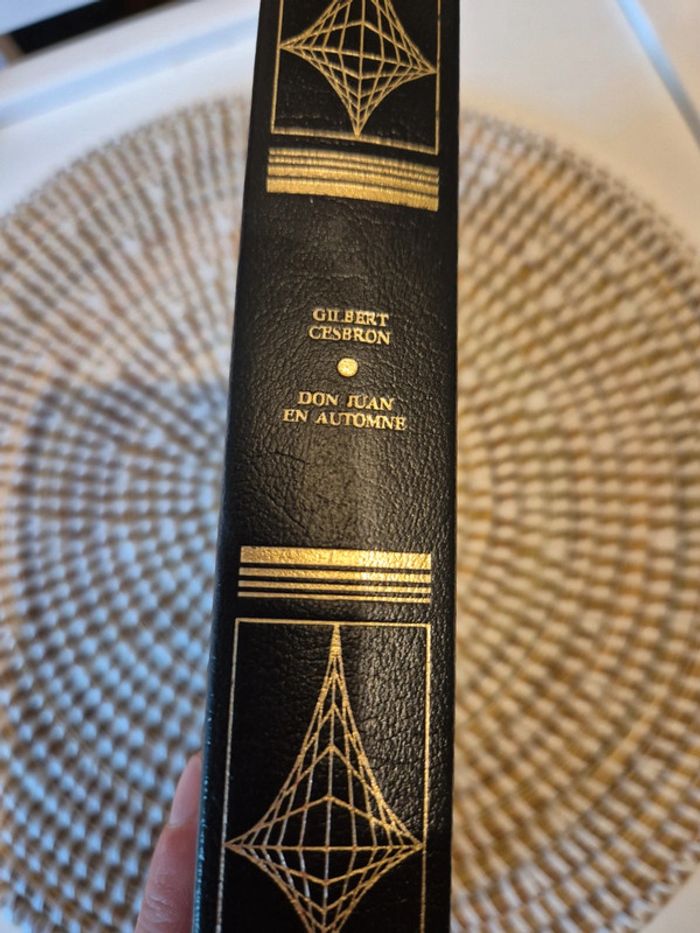 GILBERT
CESBRON
DON JUAN
EN AUTOMNE